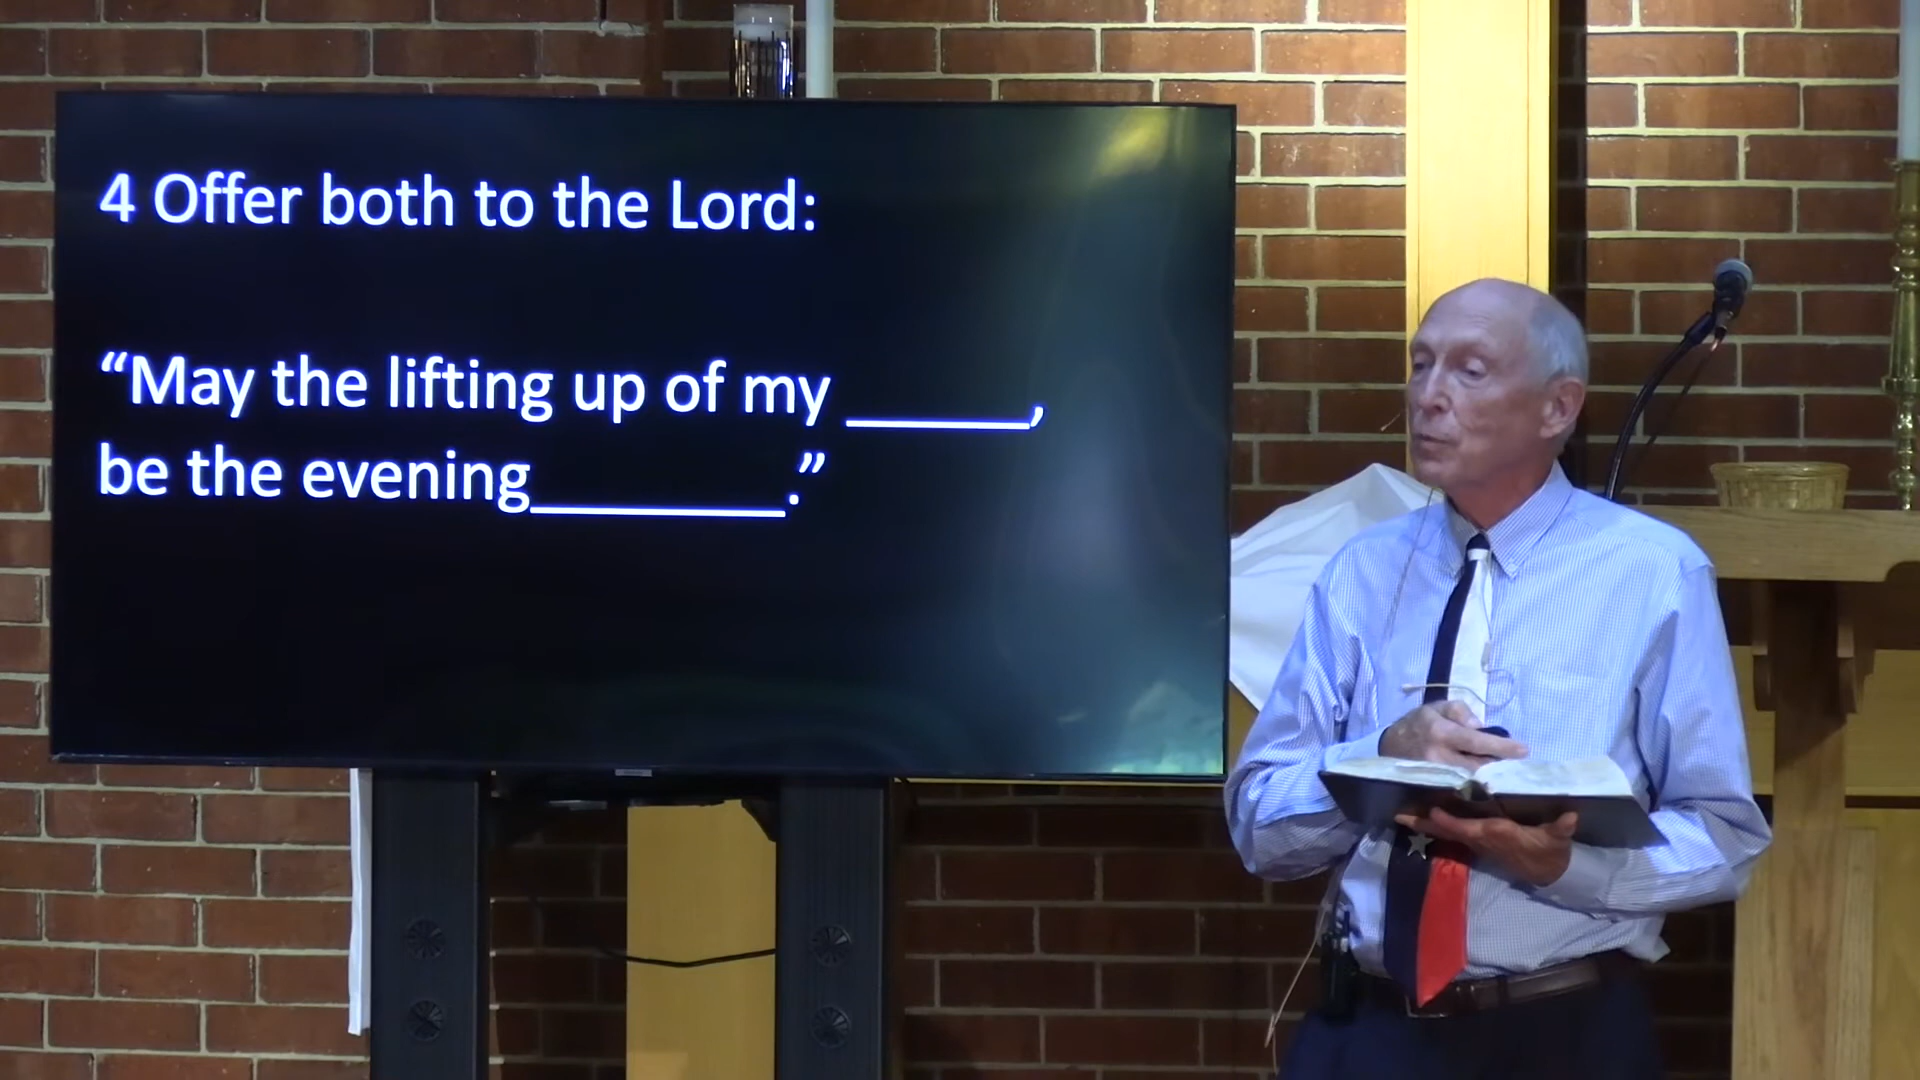 4 Offer both to the Lord:
“May the lifting up of my ______,
be the evening________.”